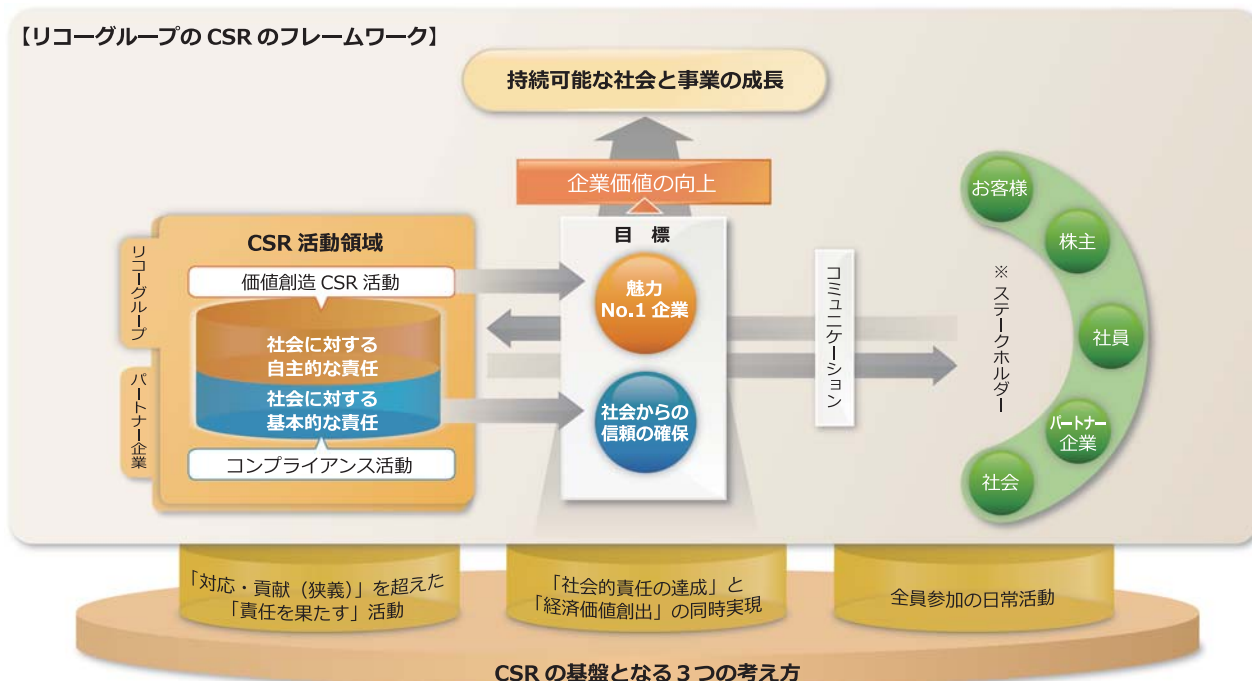 【リコーグループの CSR のフレームワーク】
持続可能な社会と事業の成長
企業価値の向上
目 標
魅力
No.1 企業
社会からの
信頼の確保
CSR 活動領域
価値創造 CSR 活動
社会に対する
自主的な責任
社会に対する
基本的な責任
コンプライアンス活動
リコーグループ
パートナー企業
コミュニケーション
※ ステークホルダー
お客様
株主
社員
パートナー
企業
社会
「対応・貢献（狭義）」を超えた
「責任を果たす」活動
「社会的責任の達成」と
「経済価値創出」の同時実現
全員参加の日常活動
CSR の基盤となる３つの考え方